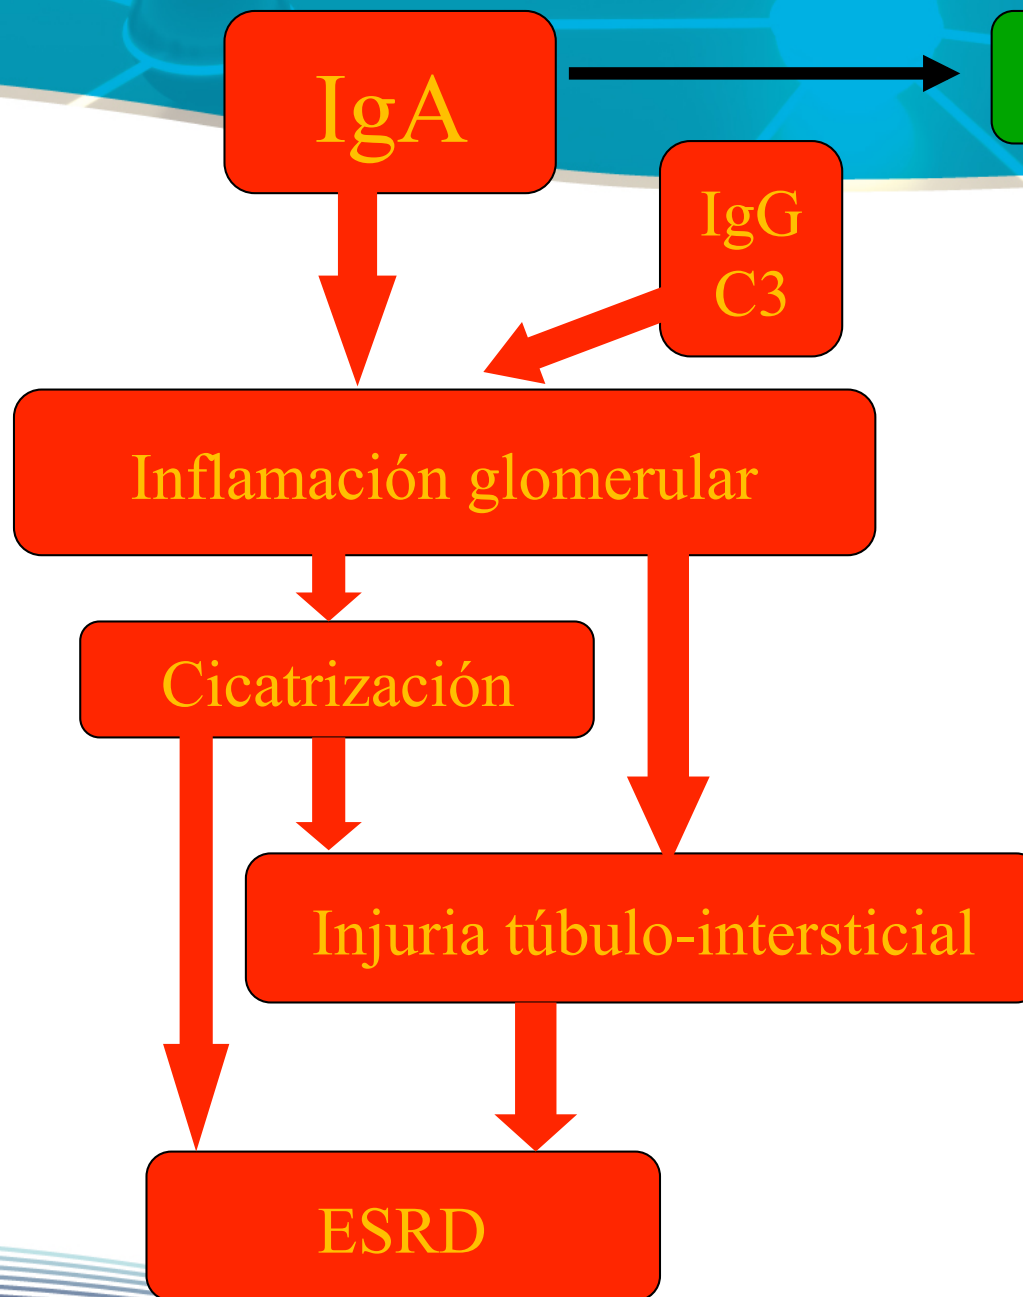 IgA
IgG
C3
Inflamación glomerular
Cicatrización
Injuria túbulo-intersticial
ESRD